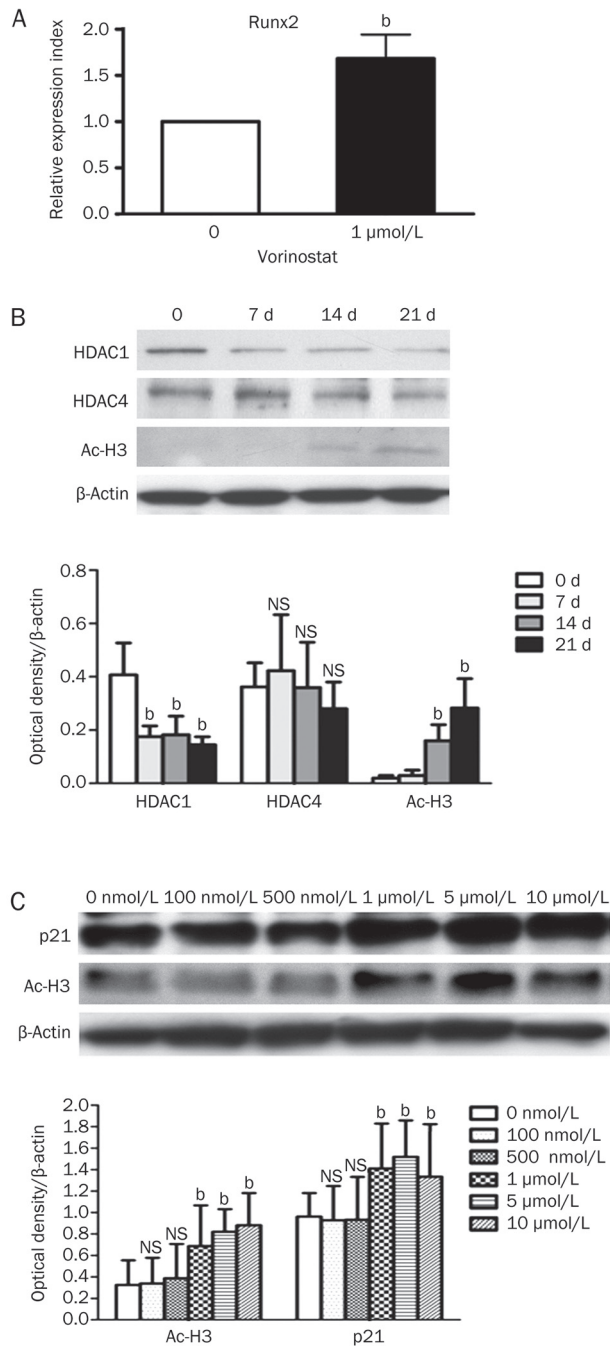 A
Runx2
b
Relative expression index
2.0
1.5
1.0
0.5
0.0
0 1 μmol/L
Vorinostat
B
0 7 d 14 d 21 d
HDAC1
HDAC4
Ac-H3
β-Actin
Optical density/β-actin
0.8
0.6
0.4
0.2
0.0
b b b
NS NS NS
b b
HDAC1 HDAC4 Ac-H3
0 d
7 d
14 d
21 d
C
0 nmol/L 100 nmol/L 500 nmol/L 1 μmol/L 5 μmol/L 10 μmol/L
p21
Ac-H3
β-Actin
Optical density/β-actin
2.0
1.8
1.6
1.4
1.2
1.0
0.8
0.6
0.4
0.2
0.0
NS NS b b b
NS NS b b b
Ac-H3 p21
0 nmol/L
100 nmol/L
500 nmol/L
1 μmol/L
5 μmol/L
10 μmol/L